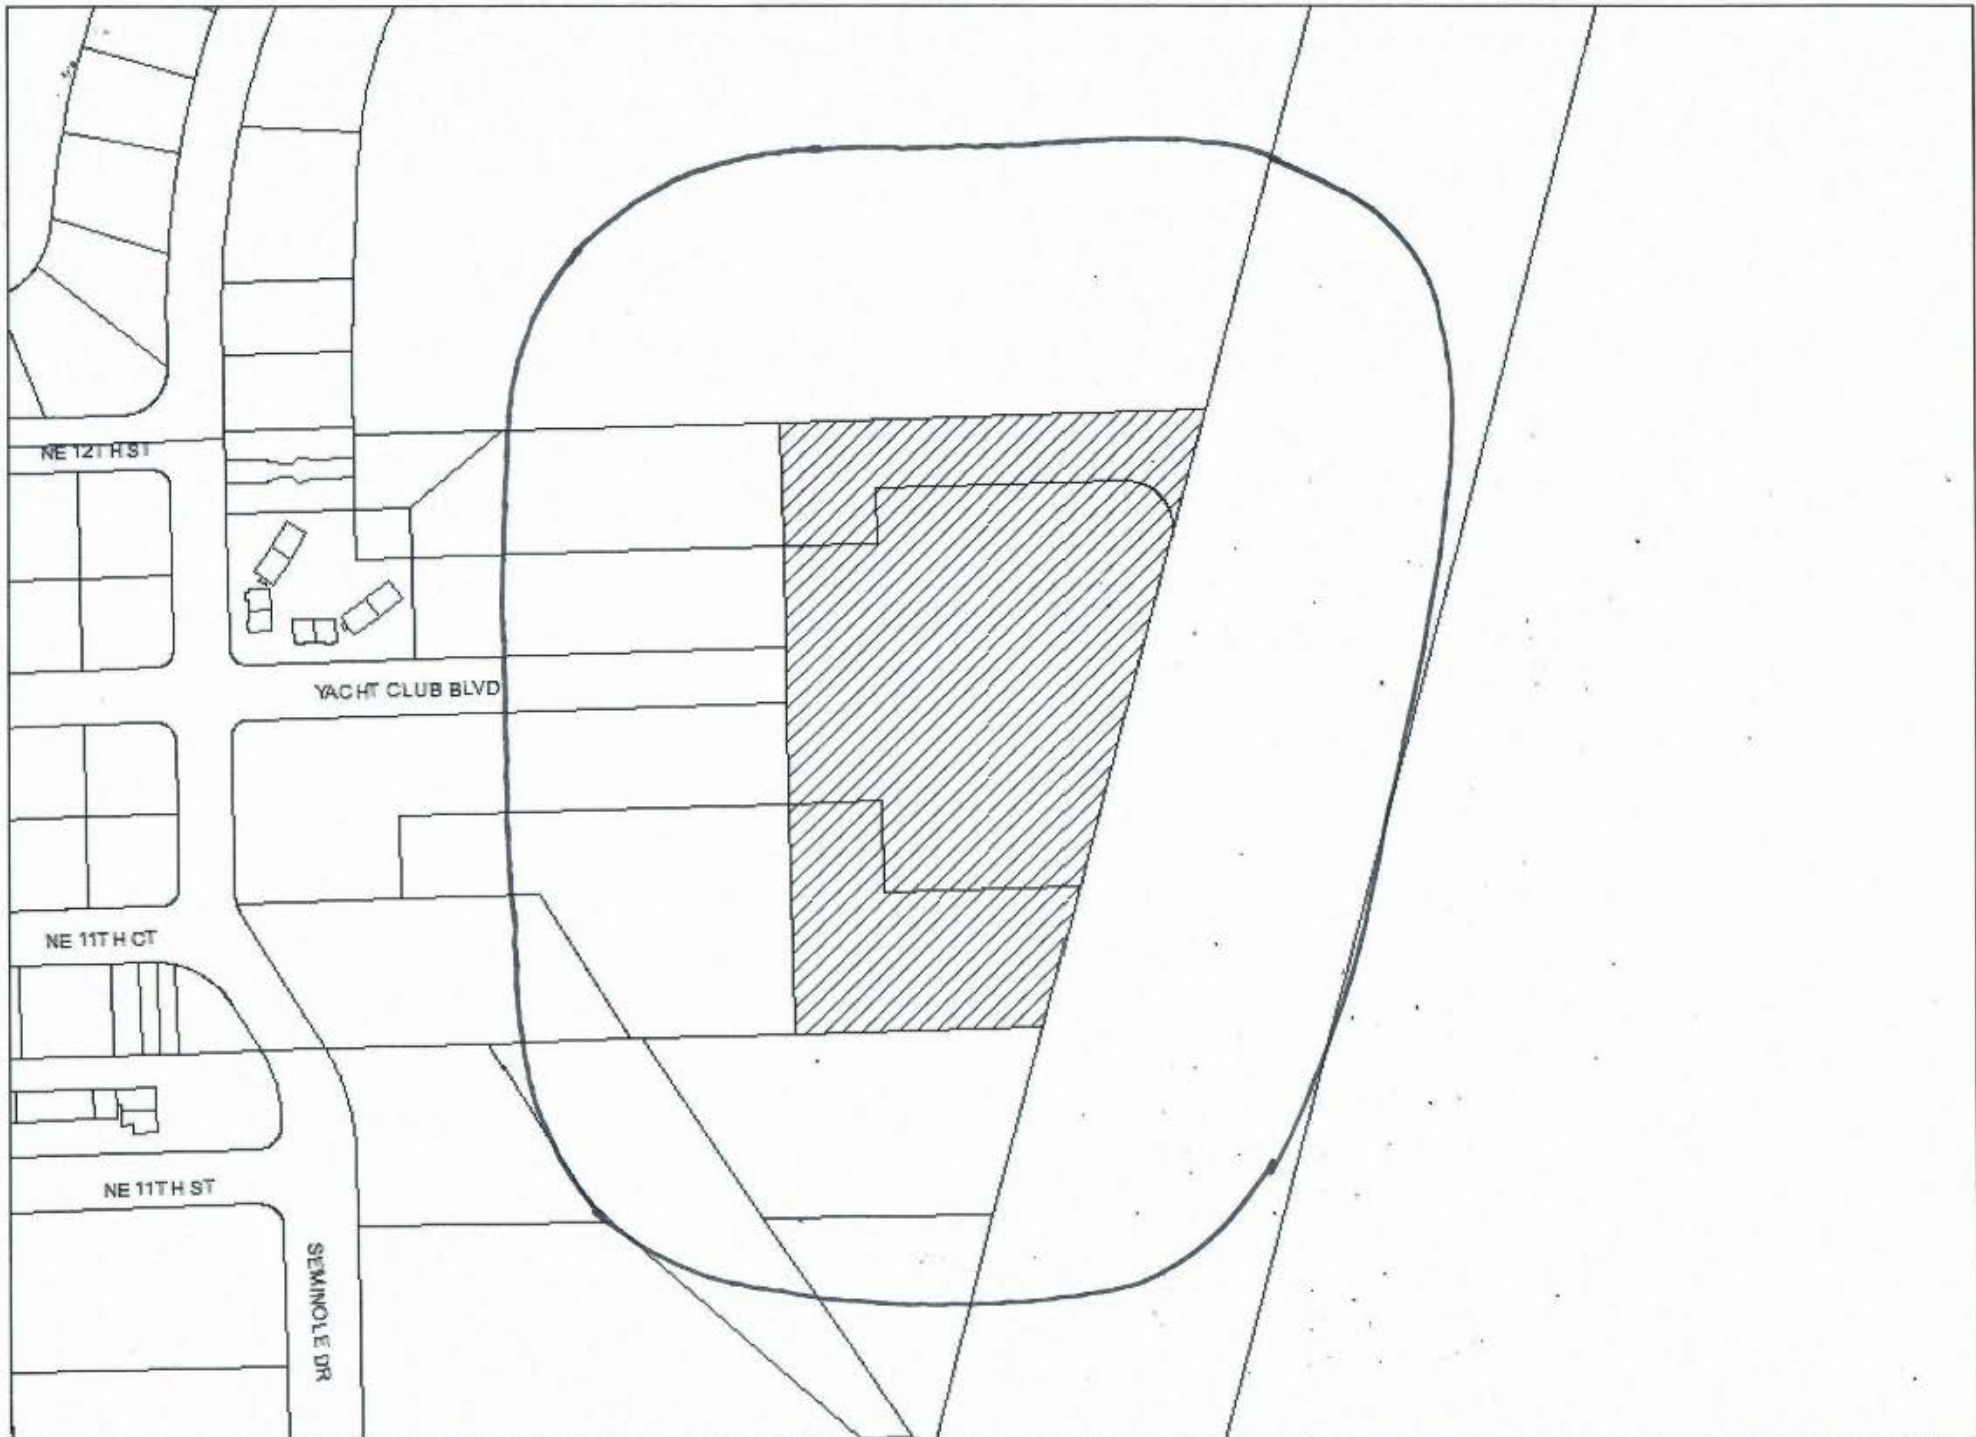 NE 12TH ST
YACHT CLUB BLVD
NE 11TH CT
NE 11TH ST
SEMINOLE DR